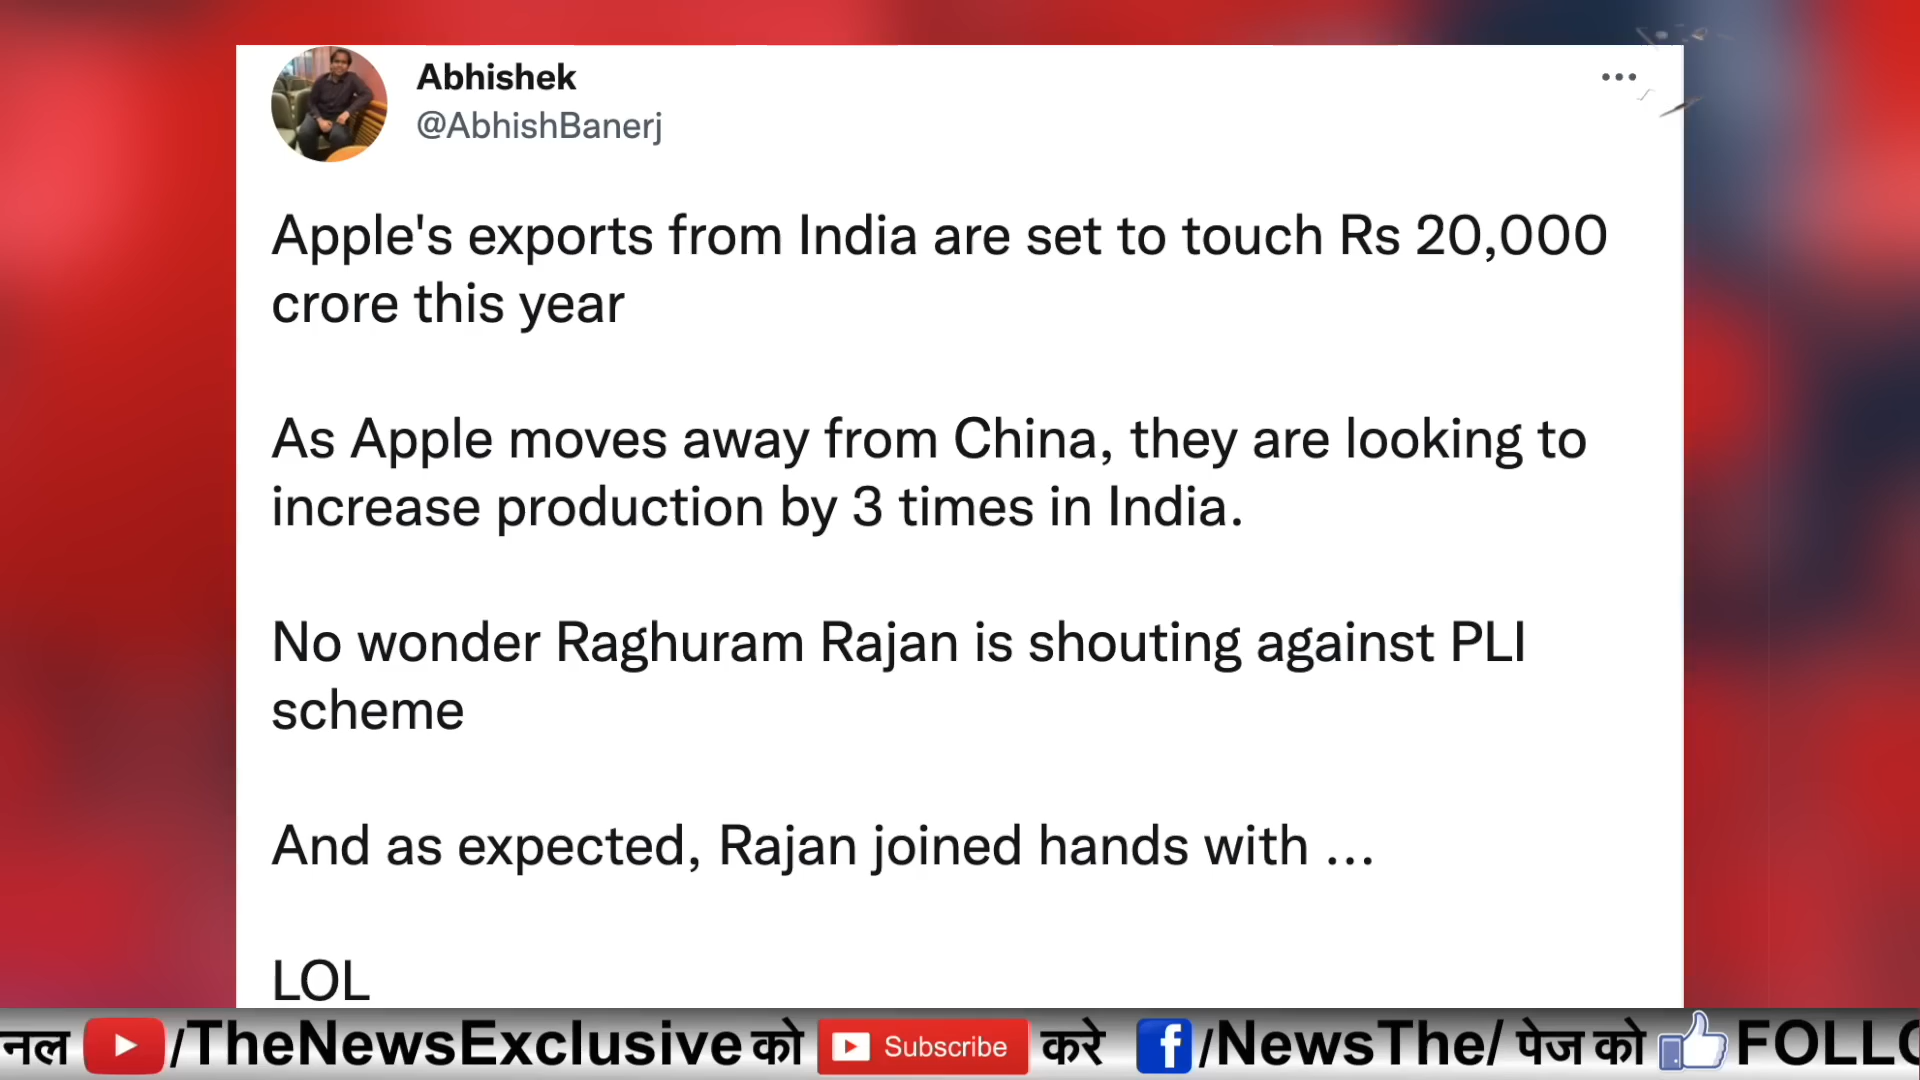 Abhishek
@AbhishBanerj
Apple's exports from India are set to touch Rs 20,000
crore this year
As Apple moves away from China, they are looking to
increase production by 3 times in India.
No wonder Raghuram Rajan is shouting against PLI
scheme
And as expected, Rajan joined hands with ...
LOL
नल /TheNewsExclusive को Subscribe करे f /NewsThe/ पेज को FOLLO